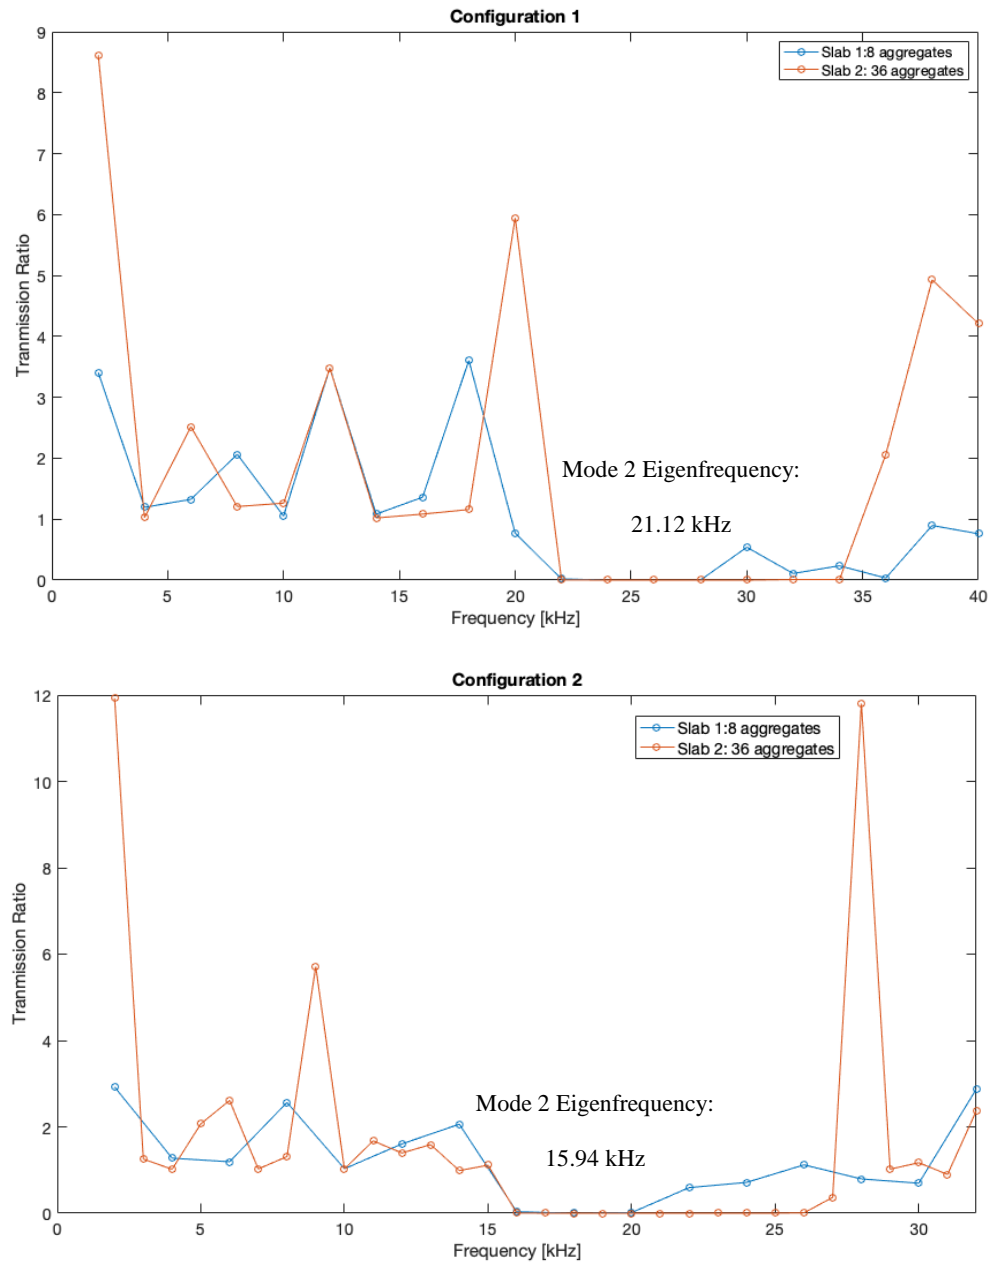 Configuration 1
9
8
7
6
5
4
3
2
1
0
Tranmission Ratio
Slab 1:8 aggregates
Slab 2: 36 aggregates
Mode 2 Eigenfrequency:
21.12 kHz
0 5 10 15 20 25 30 35 40
Frequency [kHz]
Configuration 2
12
10
8
6
4
2
0
Tranmission Ratio
Slab 1:8 aggregates
Slab 2: 36 aggregates
Mode 2 Eigenfrequency:
15.94 kHz
0 5 10 15 20 25 30
Frequency [kHz]